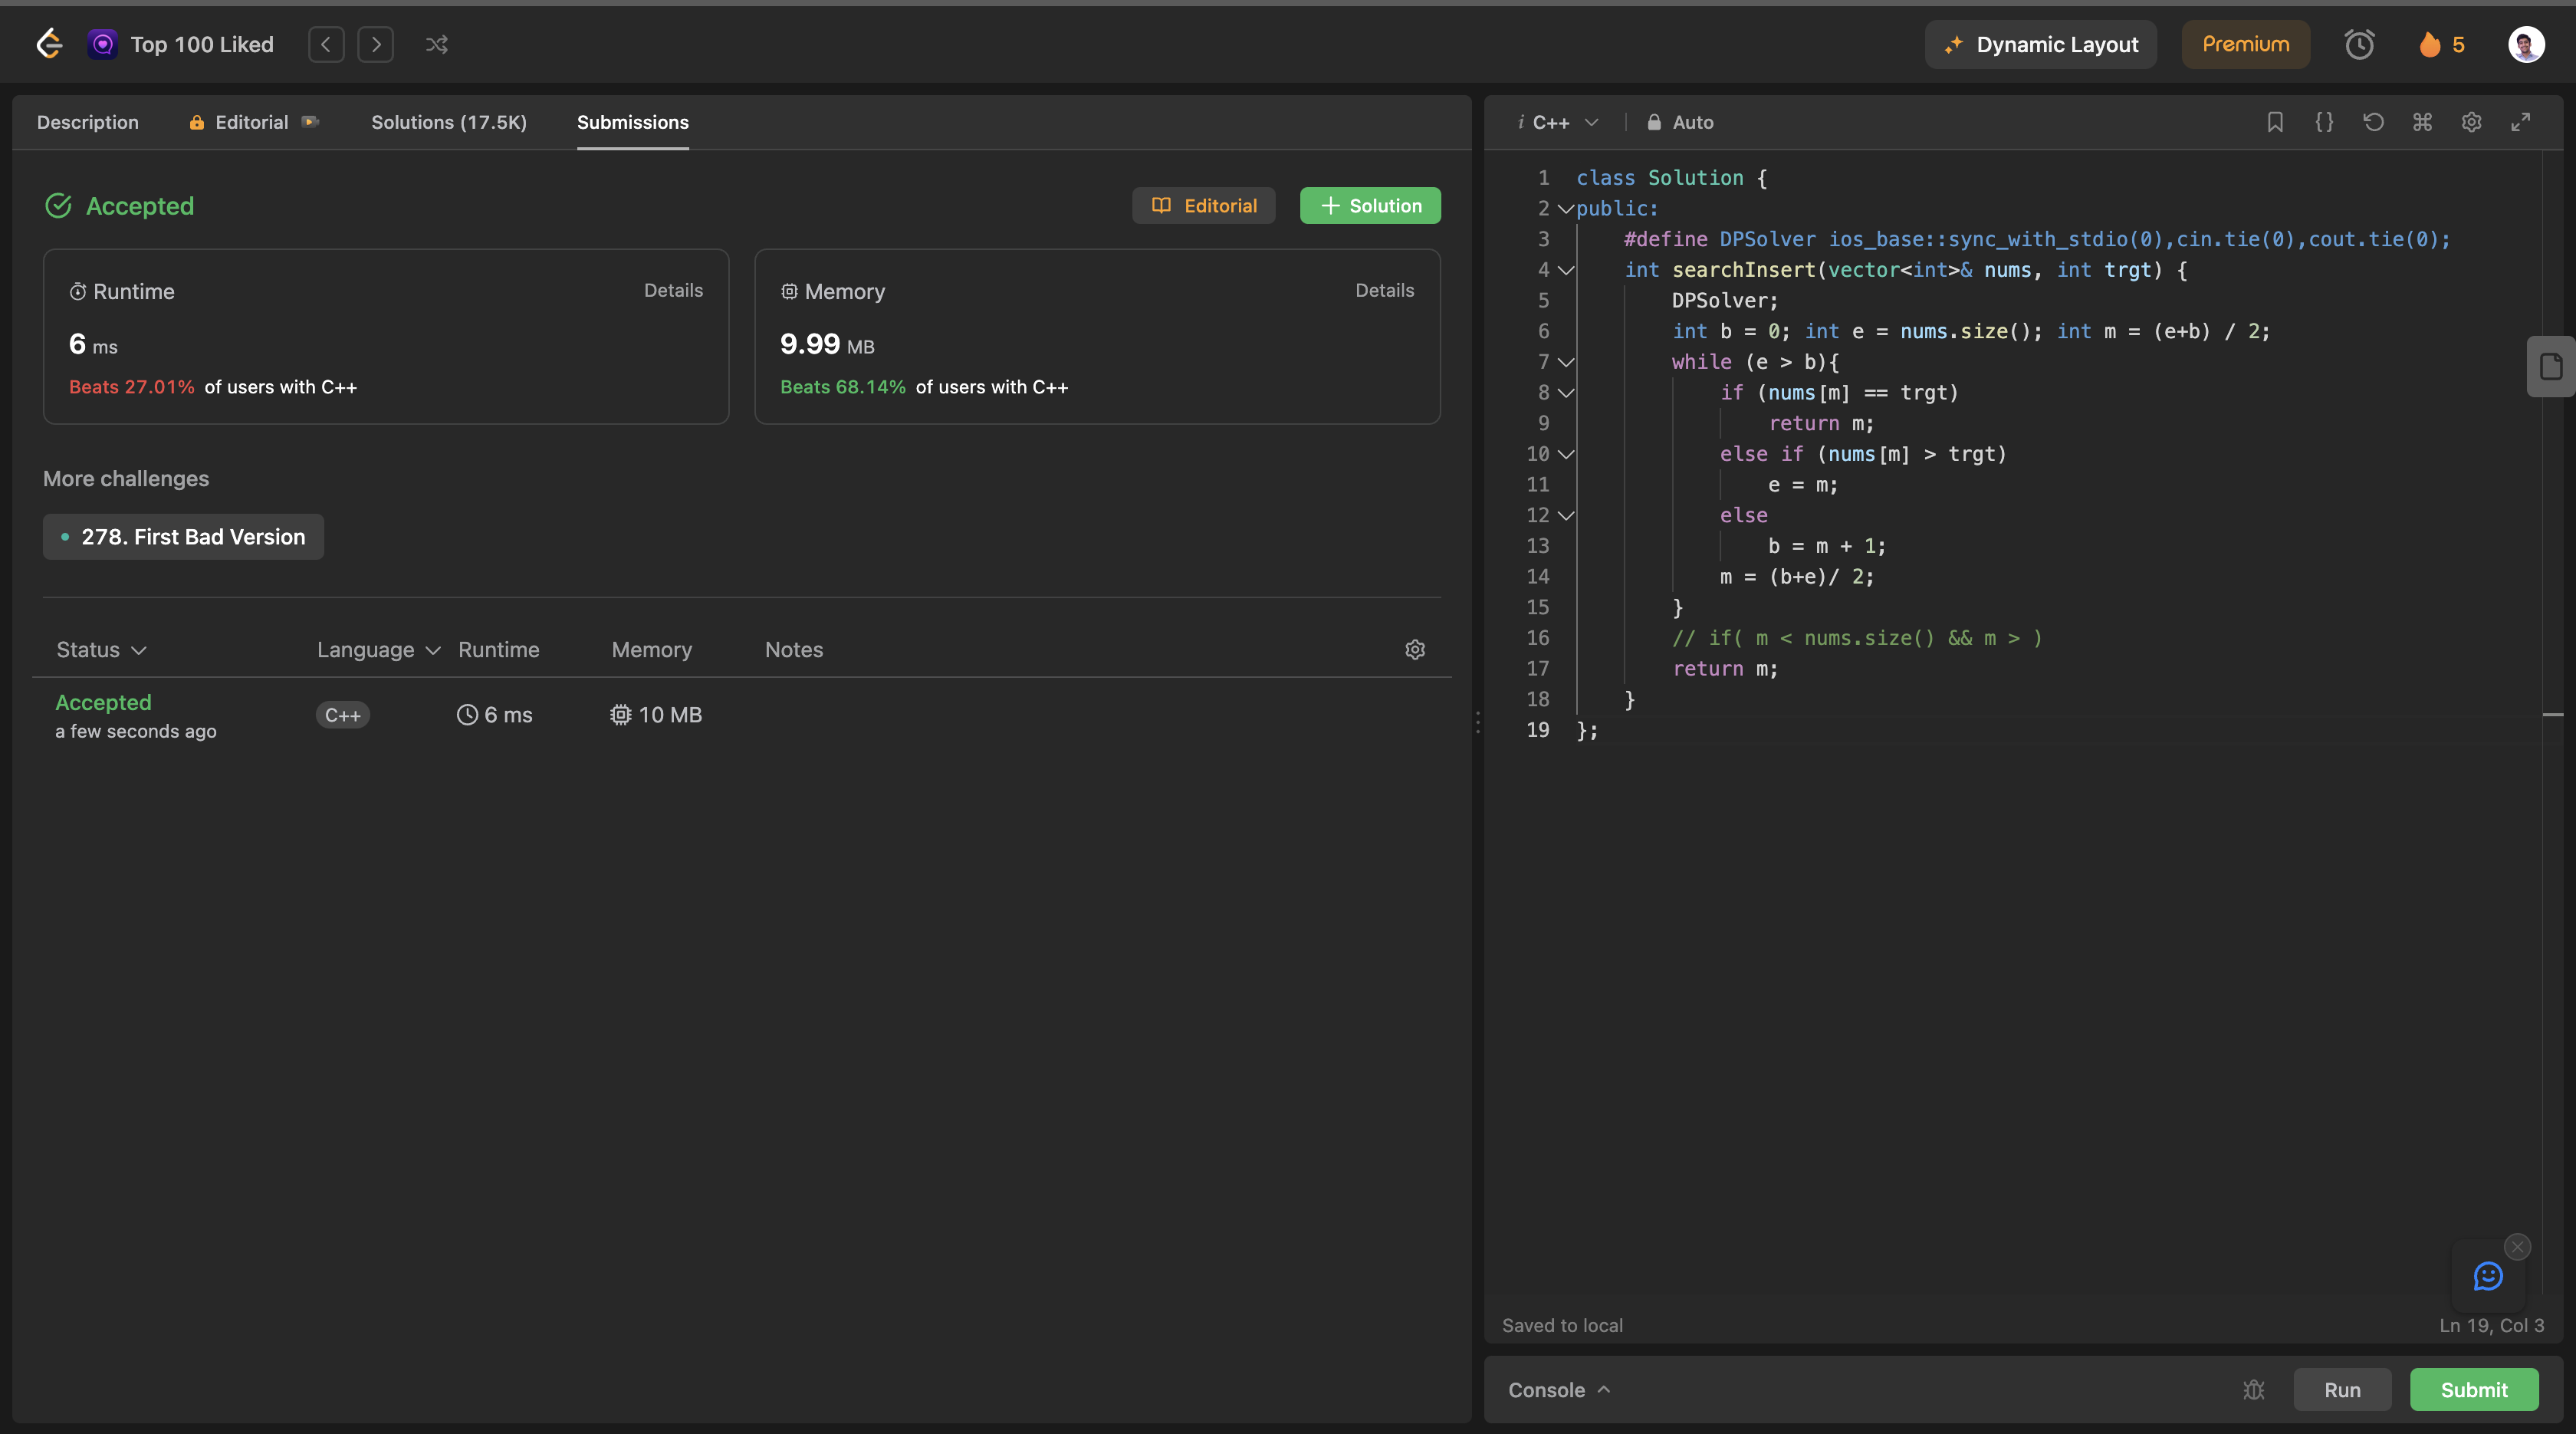 Top 100 Liked
Dynamic Layout
Premium
5
Description
Editorial
Solutions (17.5K)
Submissions
Accepted
Editorial
+ Solution
Runtime
Details
6 ms
Beats 27.01% of users with C++
Memory
Details
9.99 MB
Beats 68.14% of users with C++
More challenges
278. First Bad Version
Status Language Runtime Memory Notes
Accepted
a few seconds ago
C++
6 ms
10 MB
i C++ Auto
1 class Solution {
2 public:
3     #define DPSolver ios_base::sync_with_stdio(0),cin.tie(0),cout.tie(0);
4     int searchInsert(vector<int>& nums, int trgt) {
5         DPSolver;
6         int b = 0; int e = nums.size(); int m = (e+b) / 2;
7         while (e > b){
8             if (nums[m] == trgt)
9                 return m;
10             else if (nums[m] > trgt)
11                 e = m;
12             else
13                 b = m + 1;
14             m = (b+e)/ 2;
15         }
16         // if( m < nums.size() && m > )
17         return m;
18     }
19 };
Saved to local
Ln 19, Col 3
Console
Run
Submit